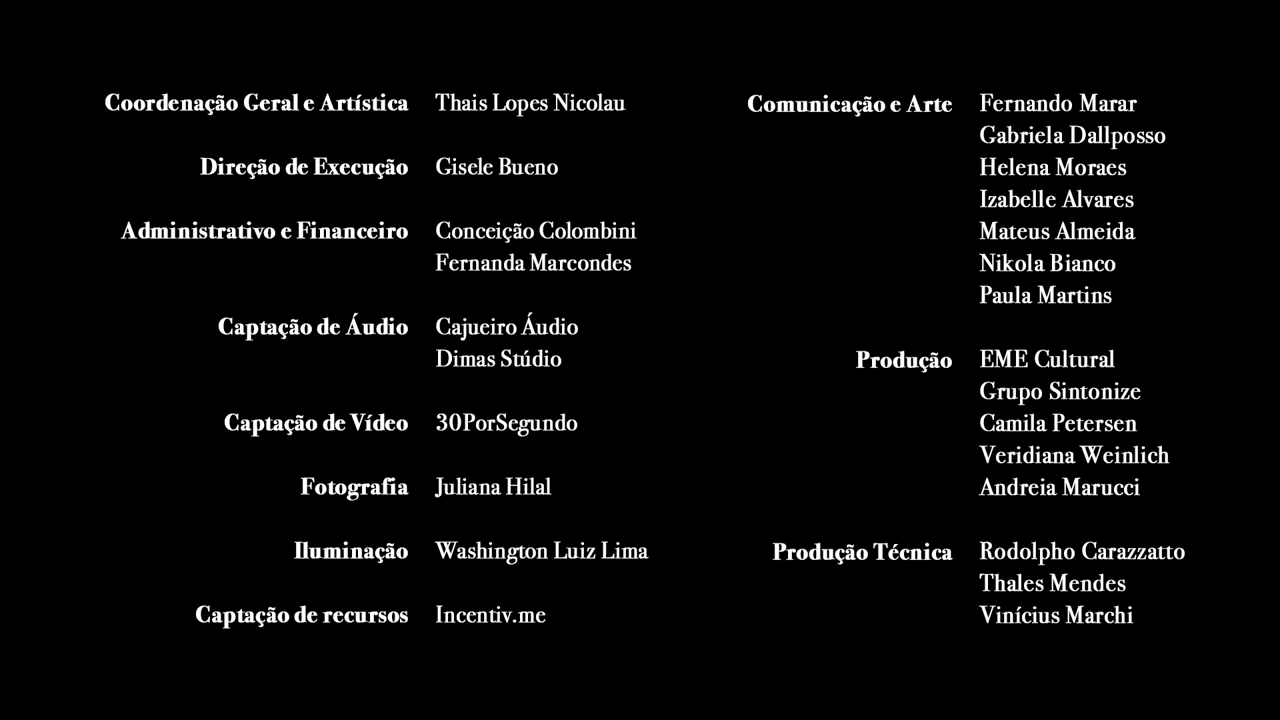 Coordenação Geral e Artística Thais Lopes Nicolau
Direção de Execução Gisele Bueno
Administrativo e Financeiro Conceição Colombini
Fernanda Marcondes
Captação de Áudio Cajueiro Áudio
Dimas Stúdio
Captação de Vídeo 30PorSegundo
Fotografia Juliana Hilal
Iluminação Washington Luiz Lima
Captação de recursos Incentiv.me
Comunicação e Arte Fernando Marar
Gabriela Dallposso
Helena Moraes
Izabelle Alvares
Mateus Almeida
Nikola Bianco
Paula Martins
Produção EME Cultural
Grupo Sintonize
Camila Petersen
Veridiana Weinlich
Andreia Marucci
Produção Técnica Rodolpho Carazzatto
Thales Mendes
Vinícius Marchi